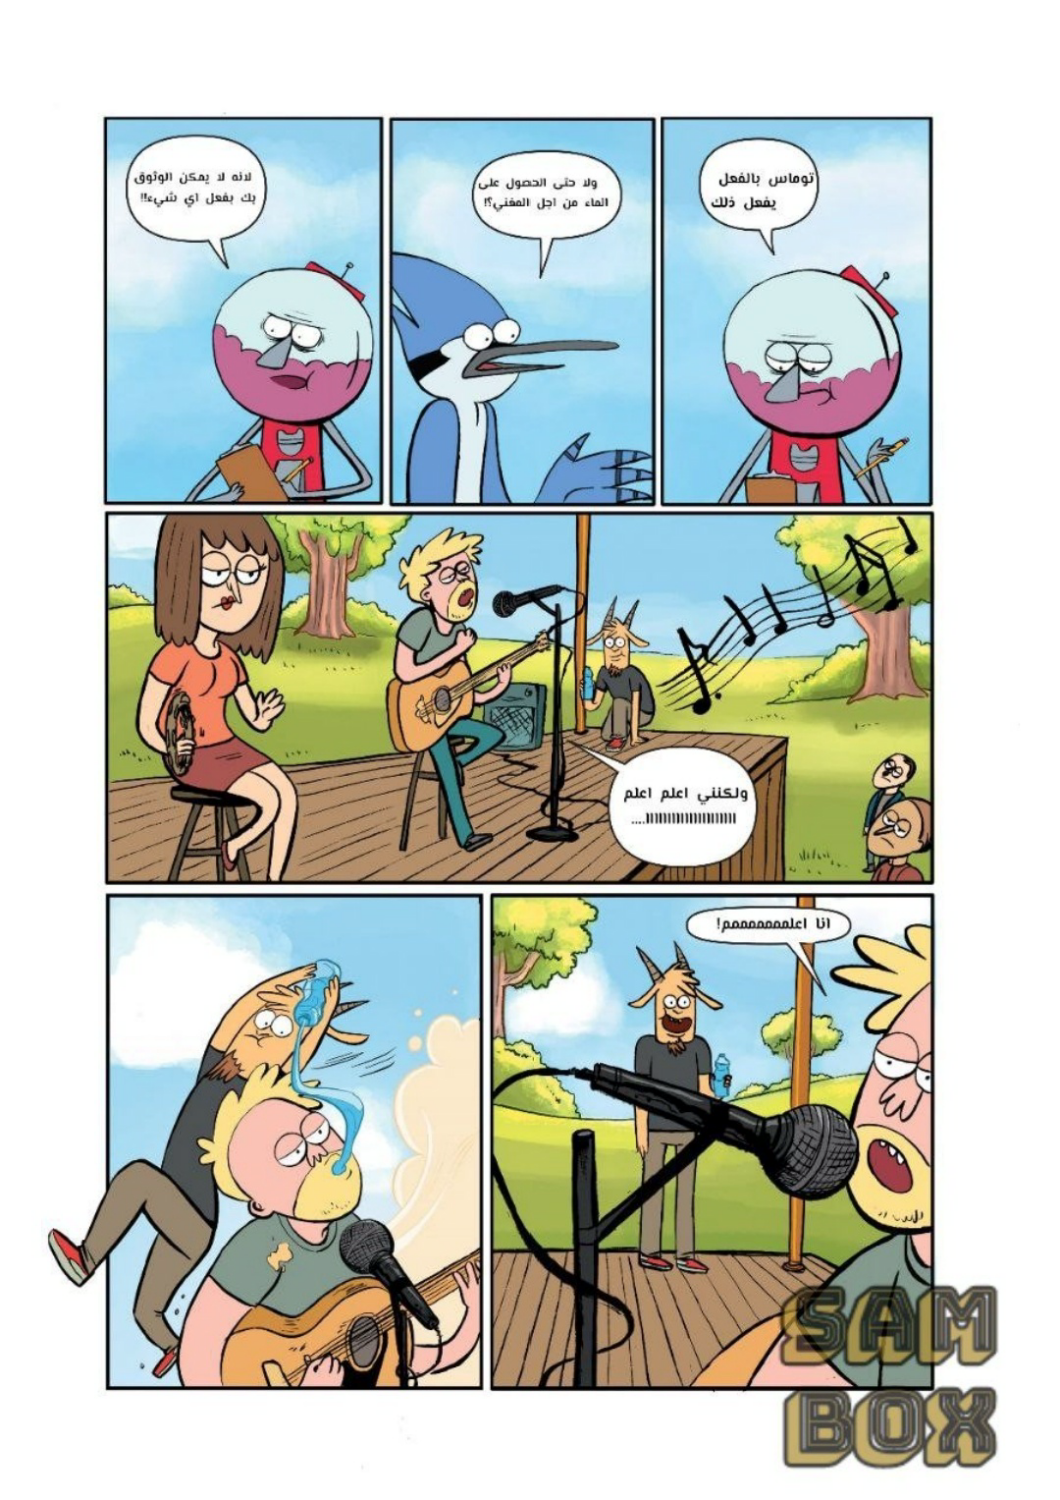 توماس بالفعل
يفعل ذلك
ولا حتى الحصول على
الماء من اجل المغني؟!
لانه لا يمكن الوثوق
بك بفعل اي شيء!!
ولكنني اعلم اعلم
اااااااااااااااااااا....
انا اعلمممممممم!
SAM
BOX